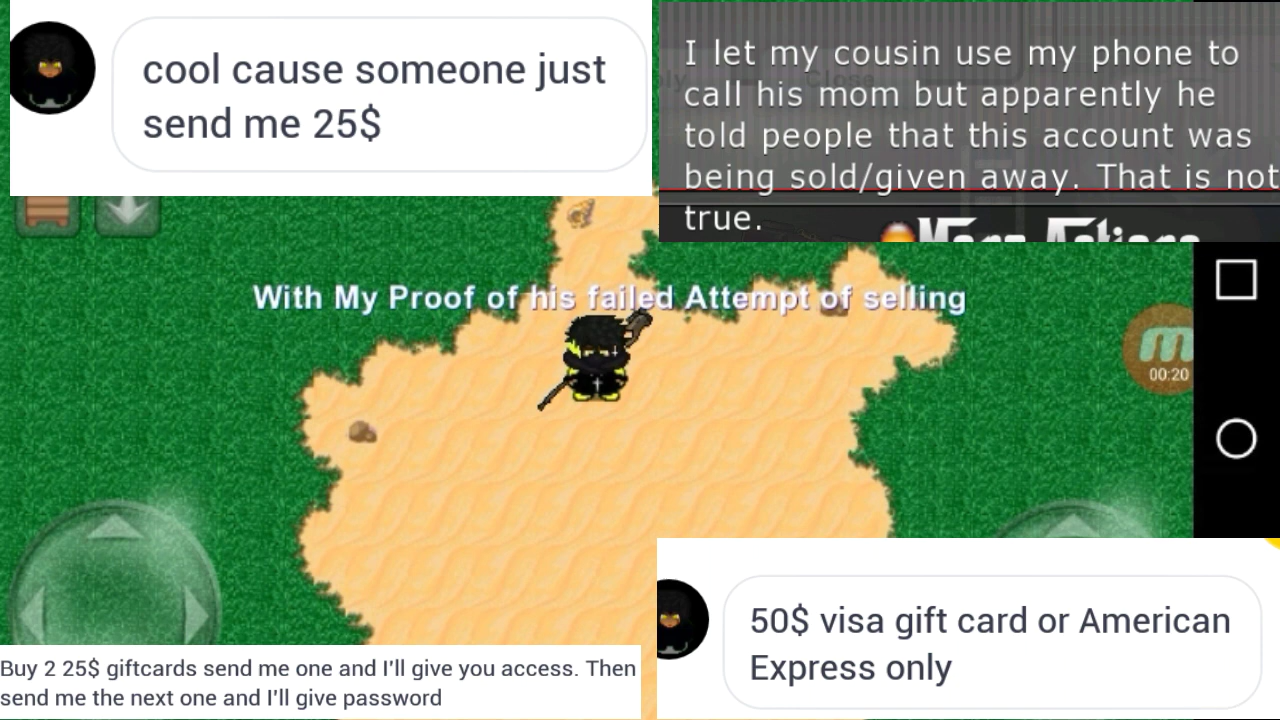 cool cause someone just
send me 25$
I let my cousin use my phone to
call his mom but apparently he
told people that this account was
being sold/given away. That is not
true.
With My Proof of his failed Attempt of selling
00:20
50$ visa gift card or American
Express only
Buy 2 25$ giftcards send me one and I'll give you access. Then
send me the next one and I'll give password